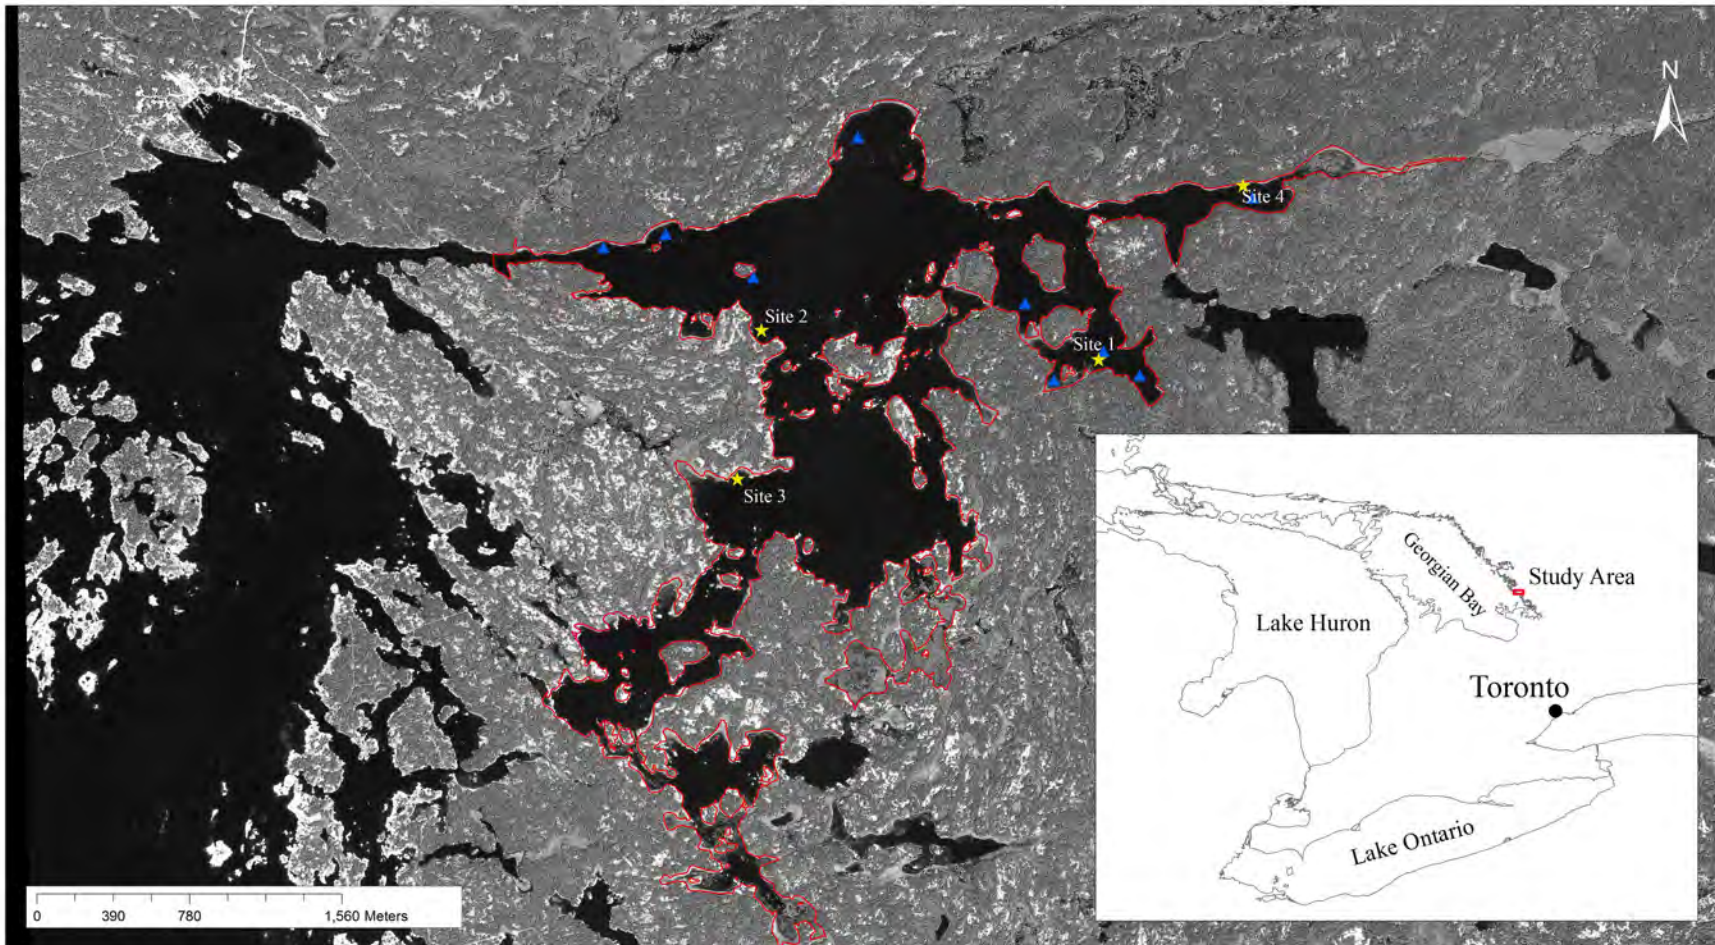 N
Site 4
Site 2
Site 1
Site 3
Georgian Bay
Study Area
Lake Huron
Toronto
Lake Ontario
0 390 780 1,560 Meters